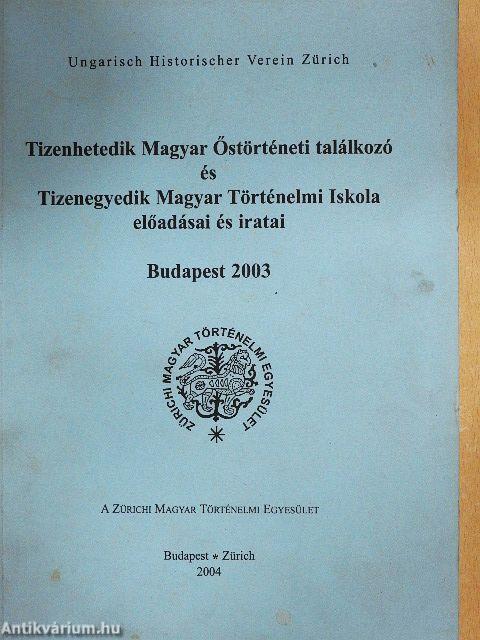 Ungarisch Historischer Verein Zürich
Tizenhetedik Magyar Őstörténeti találkozó
és
Tizenegyedik Magyar Történelmi Iskola
előadásai és iratai
Budapest 2003
ZÜRICHI MAGYAR TÖRTÉNELMI EGYESÜLET
A ZÜRICHI MAGYAR TÖRTÉNELMI EGYESÜLET
Budapest * Zürich
2004
Antikvárium.hu